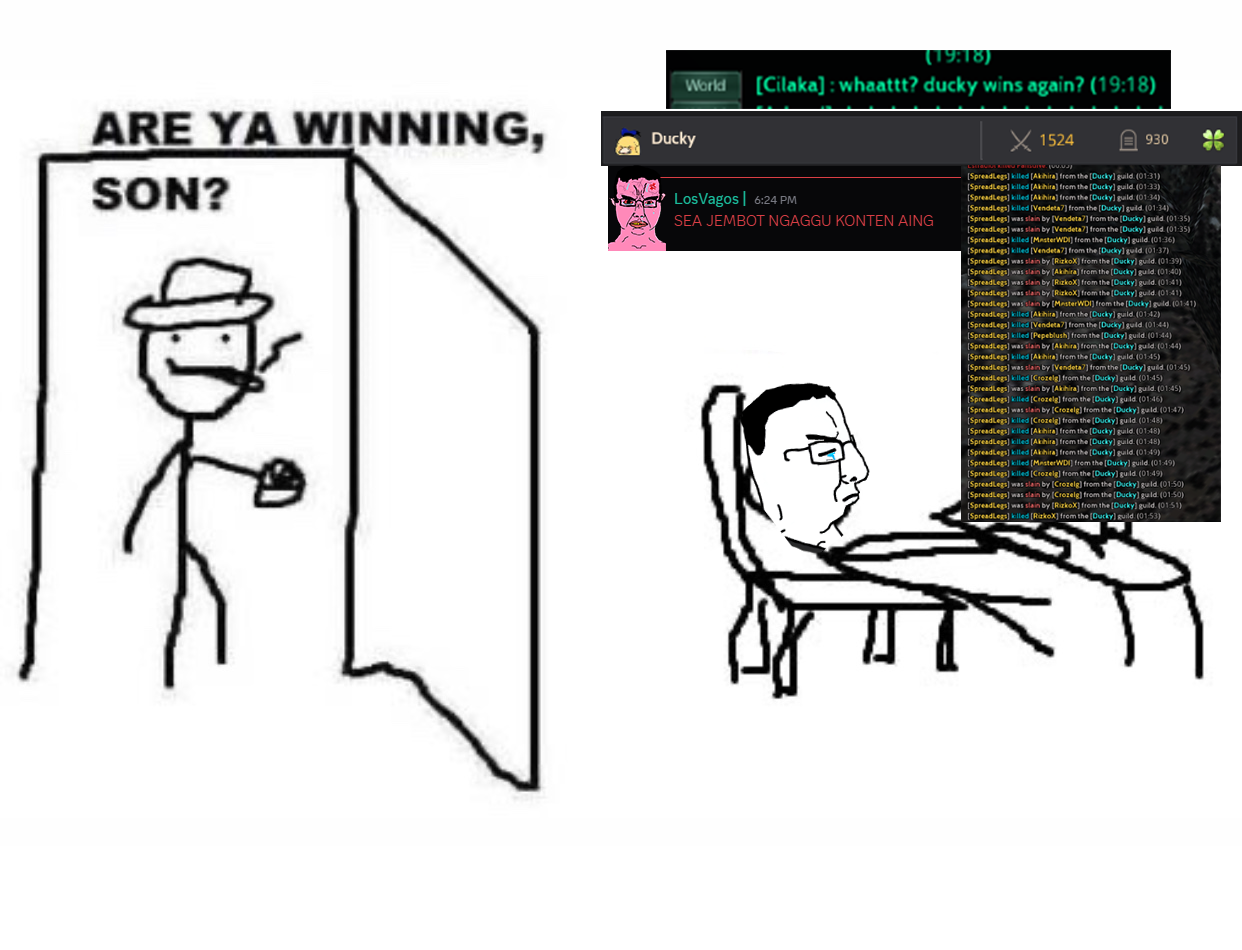 ARE YA WINNING,
SON?
(19:18)
World
[Cilaka] : whaattt? ducky wins again? (19:18)
Ducky
1524
930
LosVagos |
6:24 PM
SEA JEMBOT NGAGGU KONTEN AING
[SpreadLegs] killed [Akihira] from the [Ducky] guild. (01:31)
[SpreadLegs] killed [Akihira] from the [Ducky] guild. (01:33)
[SpreadLegs] killed [Akihira] from the [Ducky] guild. (01:34)
[SpreadLegs] killed [Vendeta7] from the [Ducky] guild. (01:34)
[SpreadLegs] was slain by [Vendeta7] from the [Ducky] guild. (01:35)
[SpreadLegs] was slain by [Vendeta7] from the [Ducky] guild. (01:35)
[SpreadLegs] killed [MnsterWDI] from the [Ducky] guild. (01:36)
[SpreadLegs] killed [Vendeta7] from the [Ducky] guild. (01:37)
[SpreadLegs] was slain by [RizkoX] from the [Ducky] guild. (01:39)
[SpreadLegs] was slain by [Akihira] from the [Ducky] guild. (01:40)
[SpreadLegs] was slain by [RizkoX] from the [Ducky] guild. (01:41)
[SpreadLegs] was slain by [RizkoX] from the [Ducky] guild. (01:41)
[SpreadLegs] was slain by [MnsterWDI] from the [Ducky] guild. (01:41)
[SpreadLegs] killed [Akihira] from the [Ducky] guild. (01:42)
[SpreadLegs] killed [Vendeta7] from the [Ducky] guild. (01:44)
[SpreadLegs] killed [Pepeblush] from the [Ducky] guild. (01:44)
[SpreadLegs] was slain by [Akihira] from the [Ducky] guild. (01:44)
[SpreadLegs] killed [Akihira] from the [Ducky] guild. (01:45)
[SpreadLegs] was slain by [Vendeta7] from the [Ducky] guild. (01:45)
[SpreadLegs] killed [Crozelg] from the [Ducky] guild. (01:45)
[SpreadLegs] was slain by [Akihira] from the [Ducky] guild. (01:45)
[SpreadLegs] killed [Crozelg] from the [Ducky] guild. (01:46)
[SpreadLegs] was slain by [Crozelg] from the [Ducky] guild. (01:47)
[SpreadLegs] killed [Crozelg] from the [Ducky] guild. (01:48)
[SpreadLegs] killed [Akihira] from the [Ducky] guild. (01:48)
[SpreadLegs] killed [Akihira] from the [Ducky] guild. (01:48)
[SpreadLegs] killed [Akihira] from the [Ducky] guild. (01:49)
[SpreadLegs] killed [MnsterWDI] from the [Ducky] guild. (01:49)
[SpreadLegs] killed [Crozelg] from the [Ducky] guild. (01:49)
[SpreadLegs] was slain by [Crozelg] from the [Ducky] guild. (01:50)
[SpreadLegs] was slain by [Crozelg] from the [Ducky] guild. (01:50)
[SpreadLegs] was slain by [RizkoX] from the [Ducky] guild. (01:51)
[SpreadLegs] killed [RizkoX] from the [Ducky] guild. (01:53)